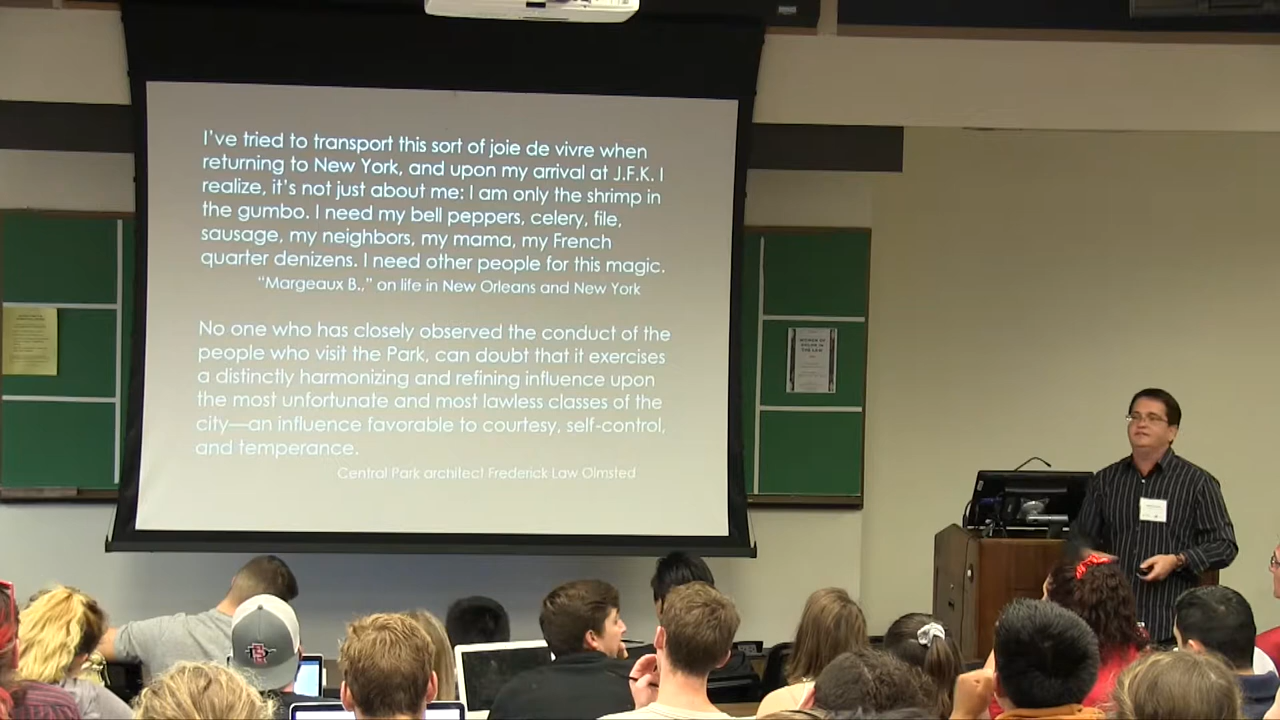 I've tried to transport this sort of joie de vivre when
returning to New York, and upon my arrival at J.F.K. I
realize, it's not just about me: I am only the shrimp in
the gumbo. I need my bell peppers, celery, file,
sausage, my neighbors, my mama, my French
quarter denizens. I need other people for this magic.
"Margeaux B.," on life in New Orleans and New York
No one who has closely observed the conduct of the
people who visit the Park, can doubt that it exercises
a distinctly harmonizing and refining influence upon
the most unfortunate and most lawless classes of the
city—an influence favorable to courtesy, self-control,
and temperance.
Central Park architect Frederick Law Olmsted